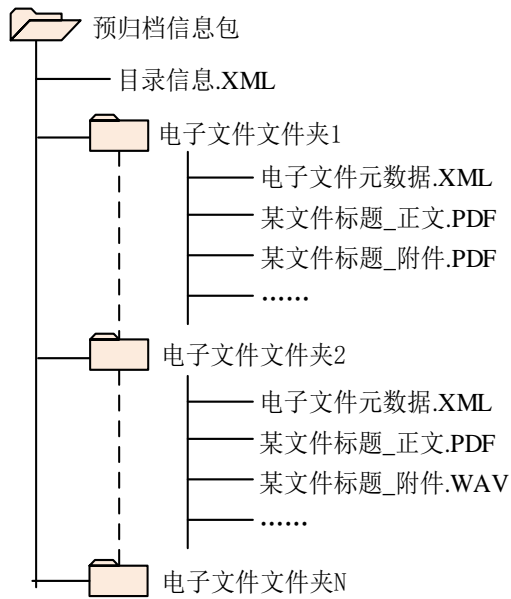 预归档信息包
目录信息.XML
电子文件文件夹1
电子文件元数据.XML
某文件标题_正文.PDF
某文件标题_附件.PDF
……
电子文件文件夹2
电子文件元数据.XML
某文件标题_正文.PDF
某文件标题_附件.WAV
……
电子文件文件夹N